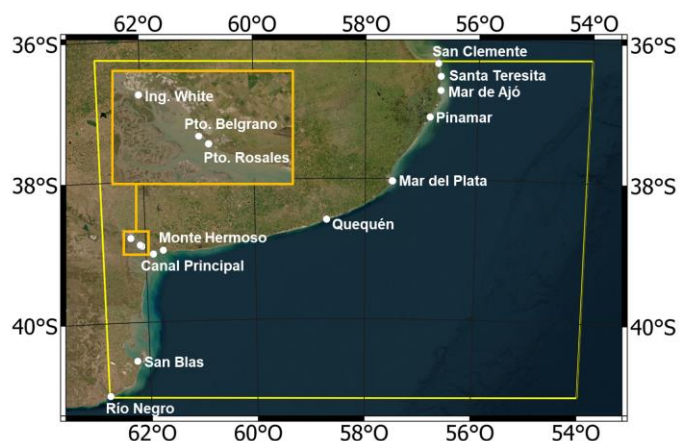 62°O 60°O 58°O 56°O 54°O
36°S 36°S
San Clemente
Santa Teresita
Mar de Ajó
Pinamar
Ing. White
Pto. Belgrano
Pto. Rosales
38°S 38°S
Mar del Plata
Quequén
Monte Hermoso
Canal Principal
40°S 40°S
San Blas
Río Negro
62°O 60°O 58°O 56°O 54°O